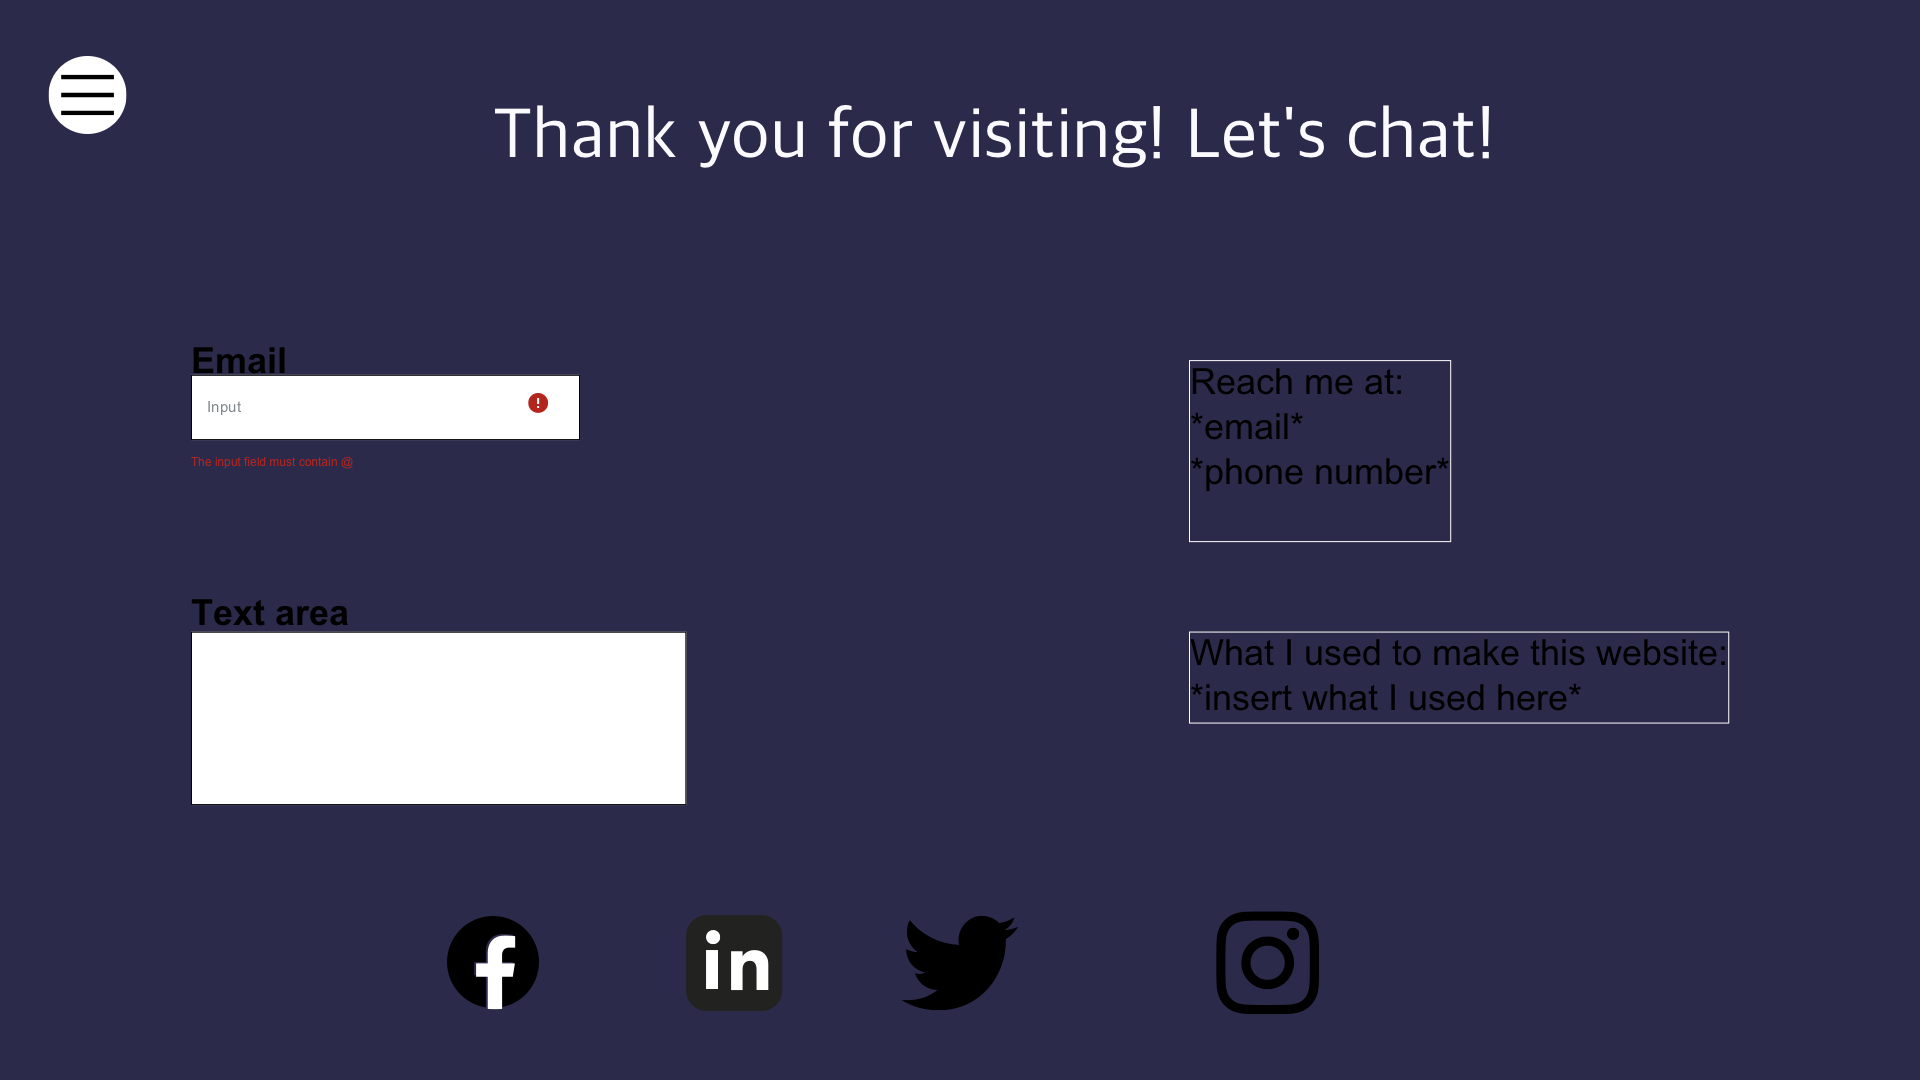 Thank you for visiting! Let's chat!
Email
Input
The input field must contain @
Reach me at:
*email*
*phone number*
Text area
What I used to make this website:
*insert what I used here*
in